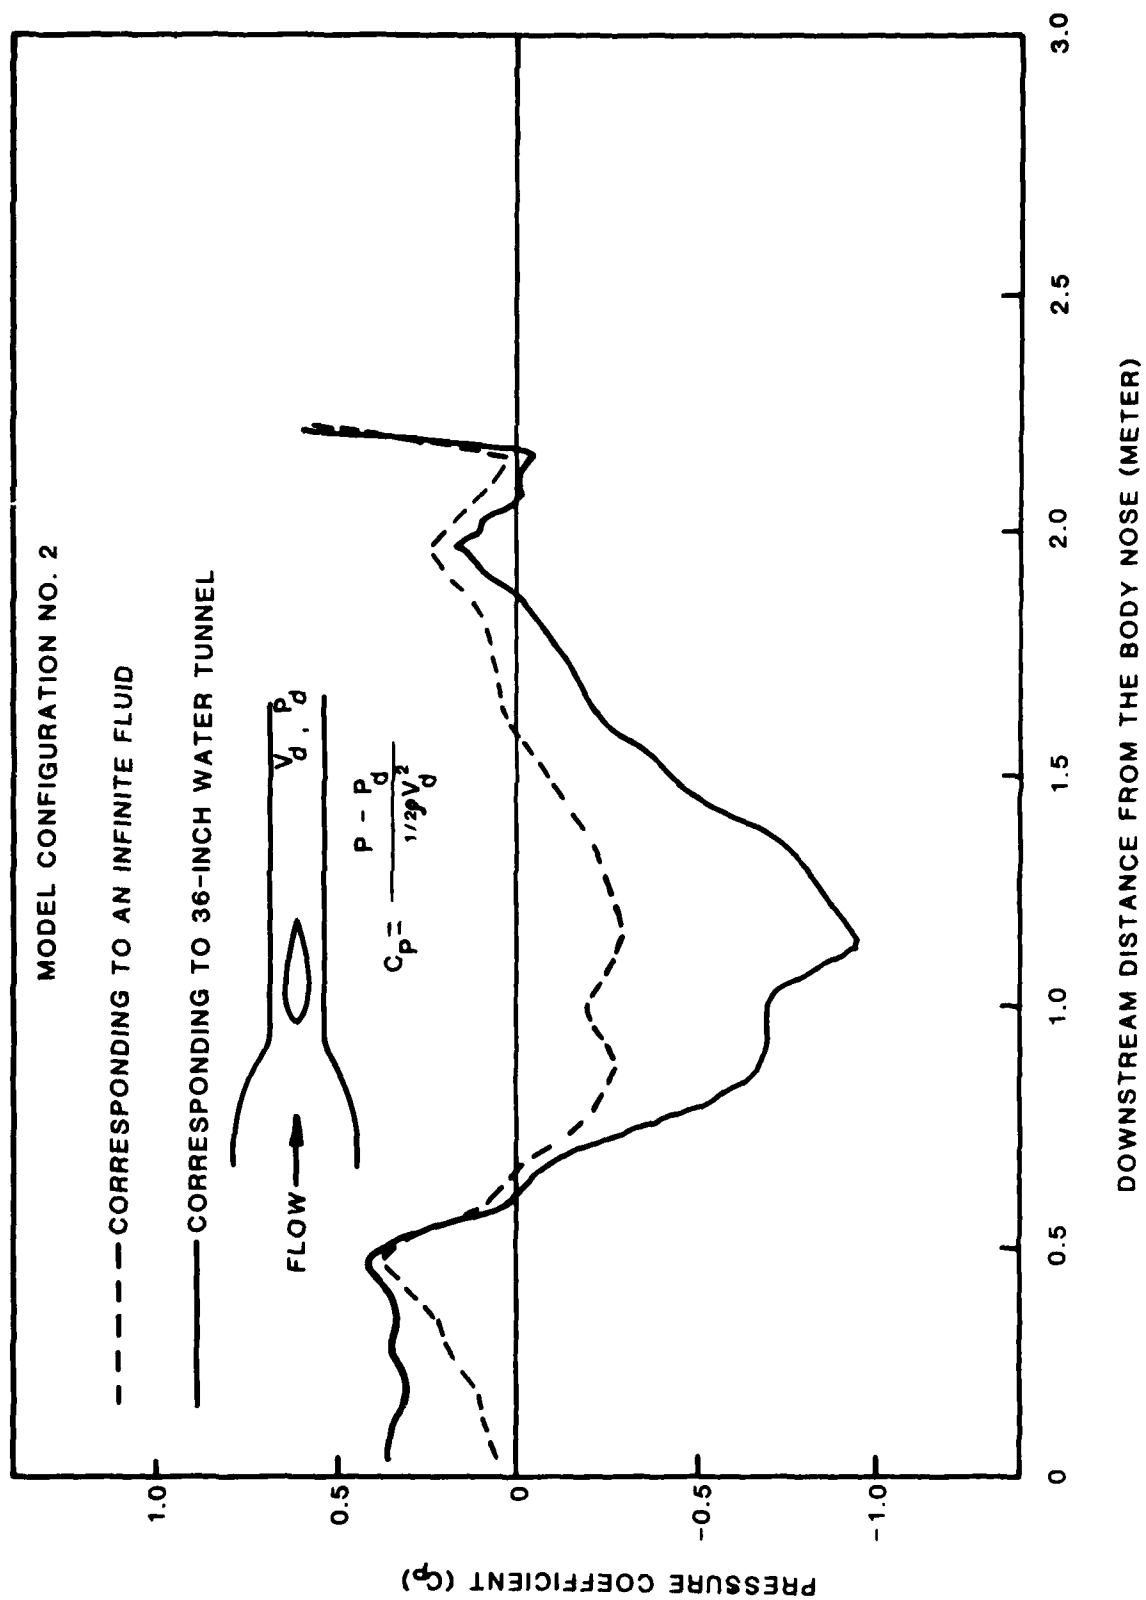 MODEL CONFIGURATION NO. 2
CORRESPONDING TO AN INFINITE FLUID
CORRESPONDING TO 36-INCH WATER TUNNEL
FLOW
V_d , P_d
C_P = P - P_d / 1/2ρV_d^2
1.0
0.5
0
-0.5
-1.0
PRESSURE COEFFICIENT (C_P)
0
0.5
1.0
1.5
2.0
2.5
3.0
DOWNSTREAM DISTANCE FROM THE BODY NOSE (METER)